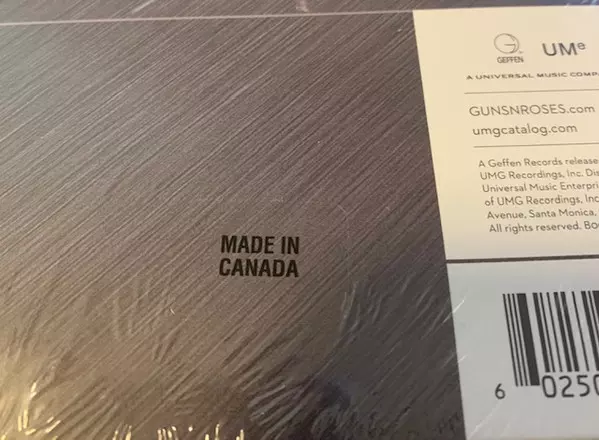 MADE IN
CANADA
GEFFEN
UMe
A UNIVERSAL MUSIC COMP
GUNSNROSES.com
umgcatalog.com
A Geffen Records release
UMG Recordings, Inc. Dis
Universal Music Enterpri
of UMG Recordings, Inc
Avenue, Santa Monica,
All rights reserved. Bo
6 0250